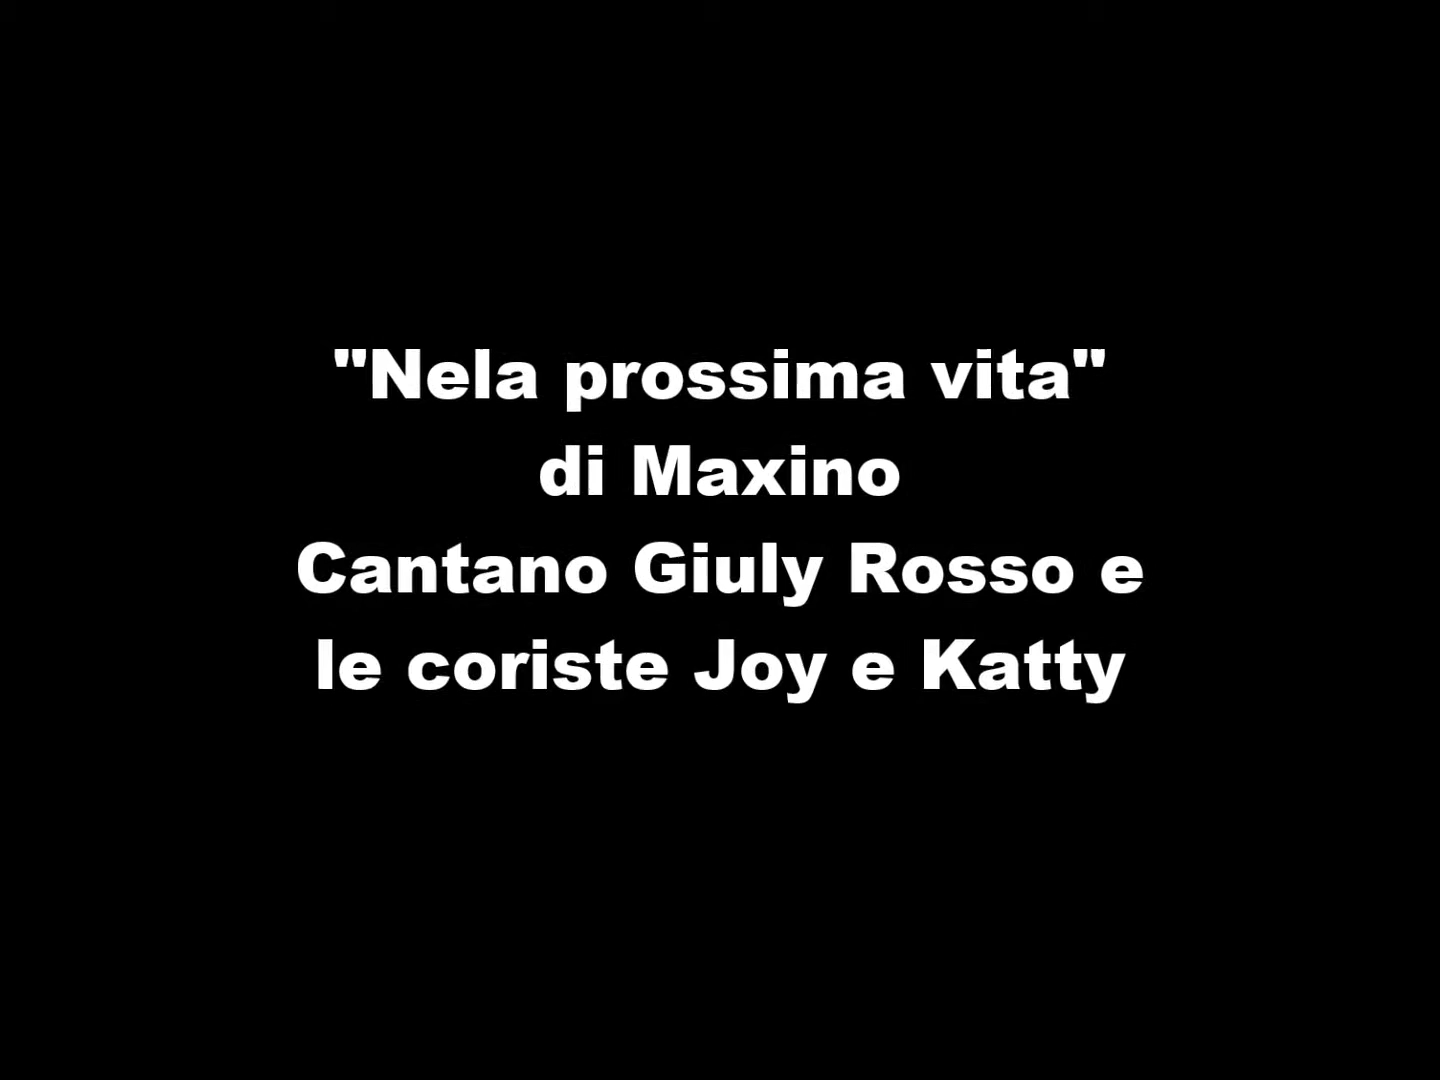 "Nela prossima vita"
di Maxino
Cantano Giuly Rosso e
le coriste Joy e Katty